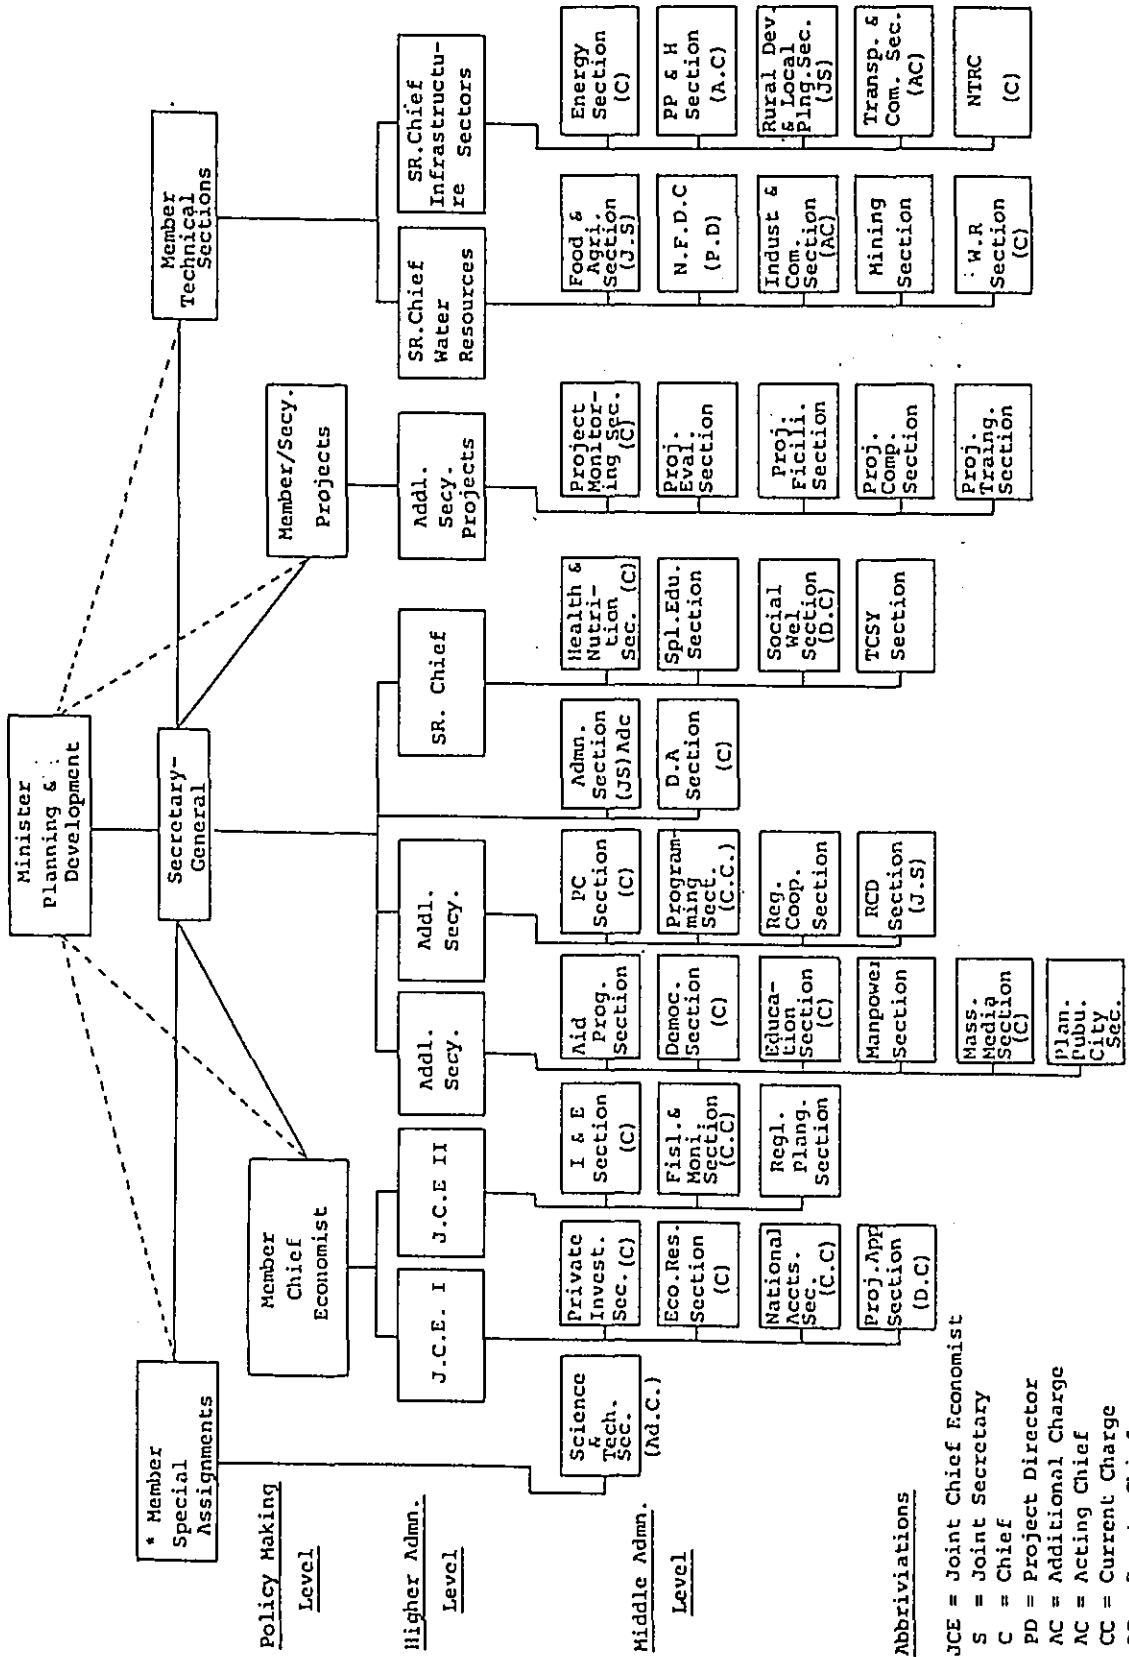 Minister
Planning &
Development
Secretary-
General
* Member
Special
Assignments
Member
Technical
Sections
Policy Making
Level
Member
Chief
Economist
Member/Secy.
Projects
Higher Admn.
Level
J.C.E. I
J.C.E II
Addl.
Secy.
Addl.
Secy.
SR. Chief
Addl.
Secy.
Projects
SR.Chief
Water
Resources
SR.Chief
Infrastructu-
re Sectors
Middle Admn.
Level
Science
&
Tech.
Sec.
(Ad.C.)
Private
Invest.
Sec.(C)
Eco.Res.
Section
(C)
National
Accts.
Sec.
(C.C)
Proj.App
Section
(D.C)
I & E
Section
(C)
Fisl.&
Moni.
Section
(C.C)
Regl.
Plang.
Section
Aid
Prog.
Section
Democ.
Section
(C)
Educa-
tion
Section
(C)
Manpower
Section
Mass.
Media
Section
(C)
Plan.
Pubu.
City
Sec.
PC
Section
(C)
Program-
ming
Sect.
(C.C.)
Reg.
Coop.
Section
RCD
Section
(J.S)
Admn.
Section
(JS)Adc
D.A
Section
(C)
Health &
Nutri-
tion
Sec. (C)
Spl.Edu.
Section
Social
Wel
Section
(D.C)
TCSY
Section
Project
Monitor-
ing Sec.
(C)
Proj.
Eval.
Section
Proj.
Ficili.
Section
Proj.
Comp.
Section
Proj.
Traing.
Section
Food &
Agri.
Section
(J.S)
N.F.D.C
(P.D)
Indust &
Com.
Section
(AC)
Mining
Section
W.R
Section
(C)
Energy
Section
(C)
PP & H
Section
(A.C)
Rural Dev.
& Local
Plng.Sec.
(JS)
Transp. &
Com. Sec.
(AC)
NTRC
(C)
Abbriviations
JCE = Joint Chief Economist
S = Joint Secretary
C = Chief
PD = Project Director
AC = Additional Charge
AC = Acting Chief
CC = Current Charge